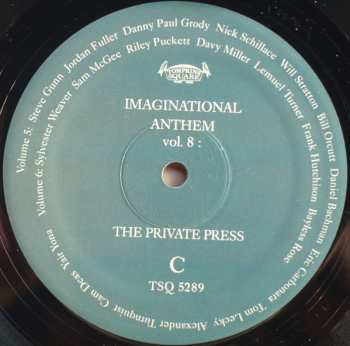 TOMPKINS
SQUARE
IMAGINATIONAL
ANTHEM
vol. 8 :
THE PRIVATE PRESS
C
TSQ 5289
Volume 5: Steve Gunn Jordan Fuller Danny Paul Grody Nick Schillace Will Stratton Bill Orcutt Daniel Bachman Eric Carbonara Tom Lecky Alexander Turnquist Cam Deas Yair Yona
Volume 6: Sylvester Weaver Sam McGee Riley Puckett Davy Miller Lemuel Turner Frank Hutchison Bayless Rose